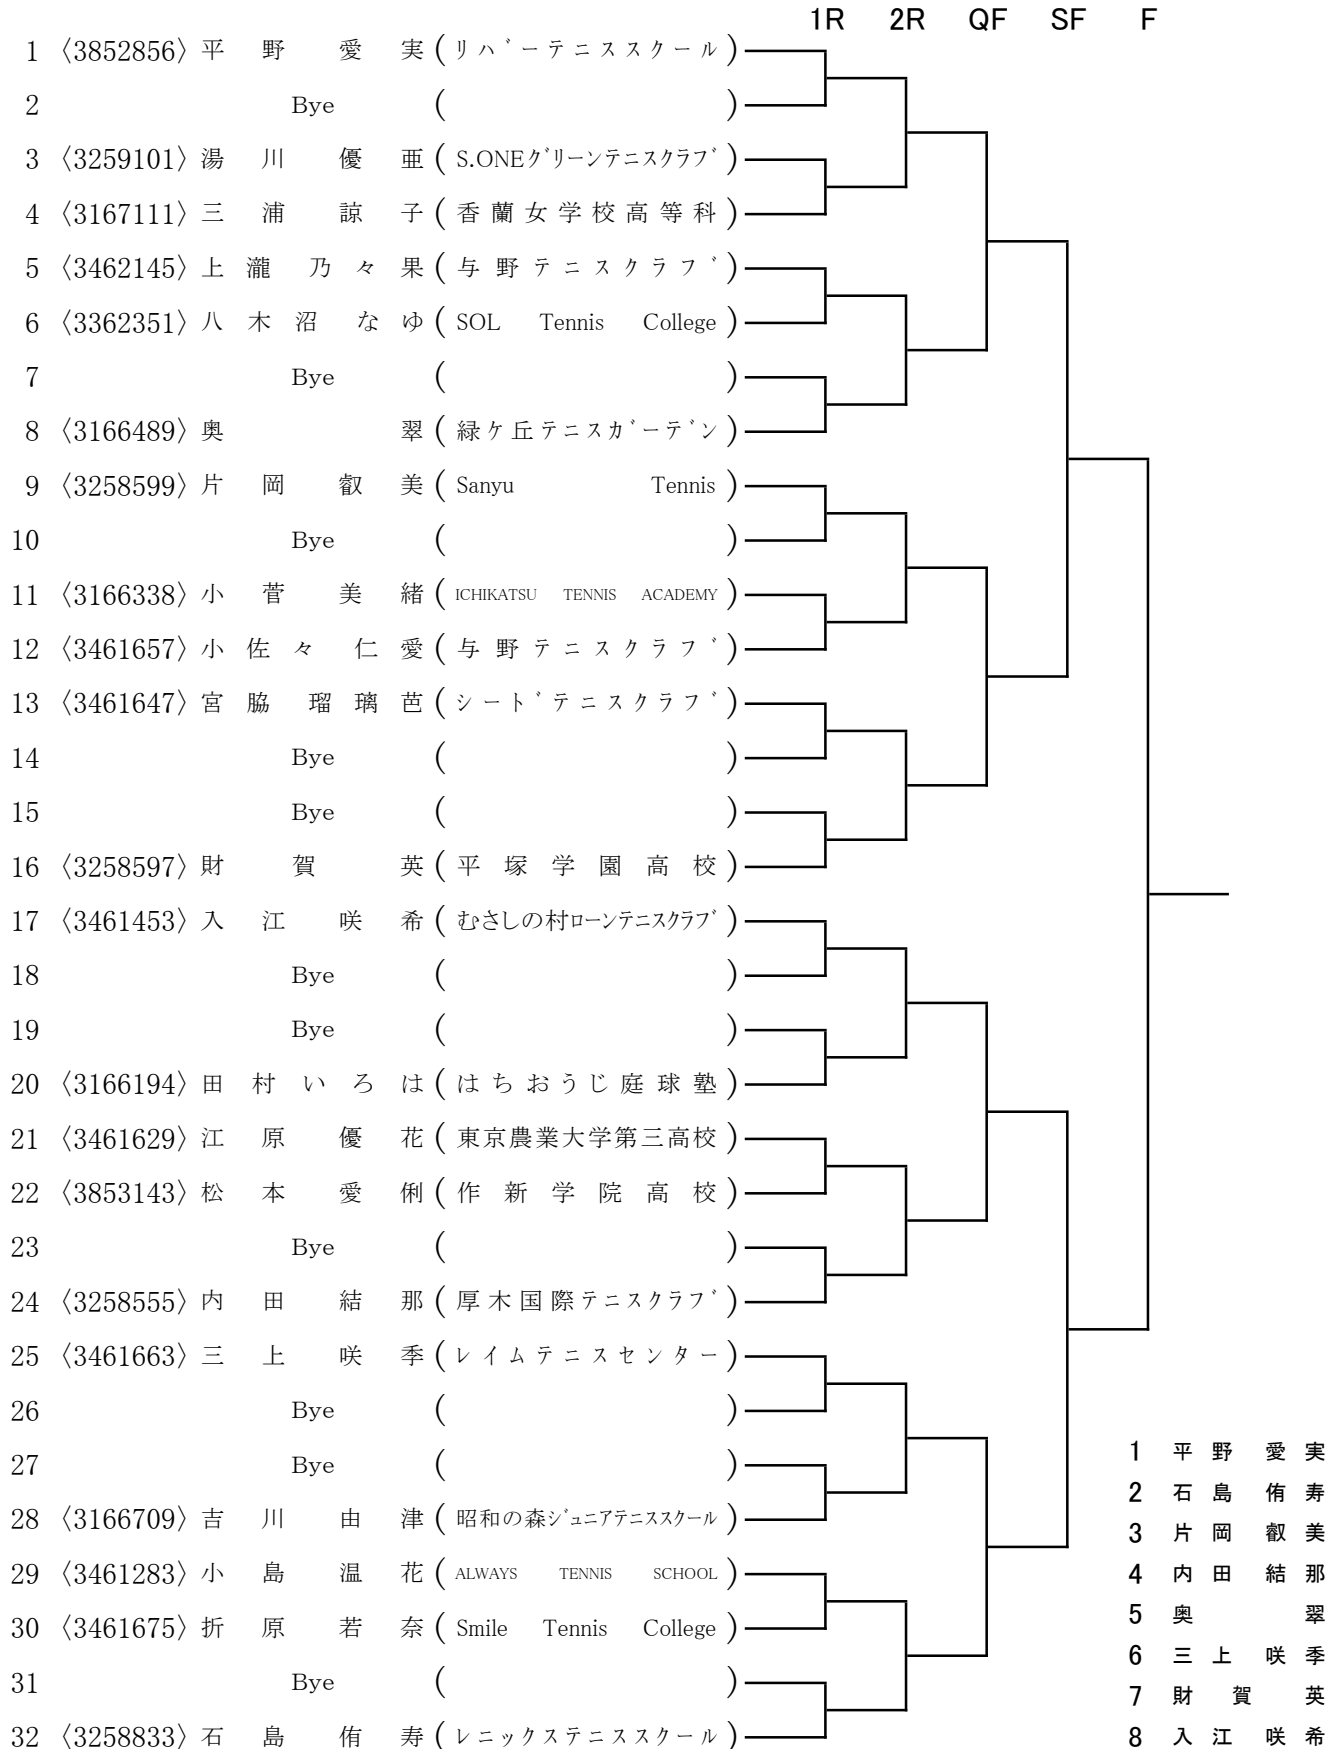 1R 2R QF SF F
1 〈3852856〉 平野 愛実 (リバーテニススクール)
2 Bye ( )
3 〈3259101〉 湯川 優亜 (S.ONEグリーンテニスクラブ)
4 〈3167111〉 三浦 諒子 (香蘭女学校高等科)
5 〈3462145〉 上瀧 乃々果 (与野テニスクラブ)
6 〈3362351〉 八木沼 なゆ (SOL Tennis College)
7 Bye ( )
8 〈3166489〉 奥 翠 (緑ケ丘テニスガーデン)
9 〈3258599〉 片岡 叡美 (Sanyu Tennis)
10 Bye ( )
11 〈3166338〉 小菅 美緒 (ICHIKATSU TENNIS ACADEMY)
12 〈3461657〉 小佐々 仁愛 (与野テニスクラブ)
13 〈3461647〉 宮脇 瑠璃芭 (シードテニスクラブ)
14 Bye ( )
15 Bye ( )
16 〈3258597〉 財賀 英 (平塚学園高校)
17 〈3461453〉 入江 咲希 (むさしの村ローンテニスクラブ)
18 Bye ( )
19 Bye ( )
20 〈3166194〉 田村 いろは (はちおうじ庭球塾)
21 〈3461629〉 江原 優花 (東京農業大学第三高校)
22 〈3853143〉 松本 愛俐 (作新学院高校)
23 Bye ( )
24 〈3258555〉 内田 結那 (厚木国際テニスクラブ)
25 〈3461663〉 三上 咲季 (レイムテニスセンター)
26 Bye ( )
27 Bye ( )
28 〈3166709〉 吉川 由津 (昭和の森ジュニアテニススクール)
29 〈3461283〉 小島 温花 (ALWAYS TENNIS SCHOOL)
30 〈3461675〉 折原 若奈 (Smile Tennis College)
31 Bye ( )
32 〈3258833〉 石島 侑寿 (レニックステニススクール)
1 平野 愛実
2 石島 侑寿
3 片岡 叡美
4 内田 結那
5 奥 翠
6 三上 咲季
7 財賀 英
8 入江 咲希